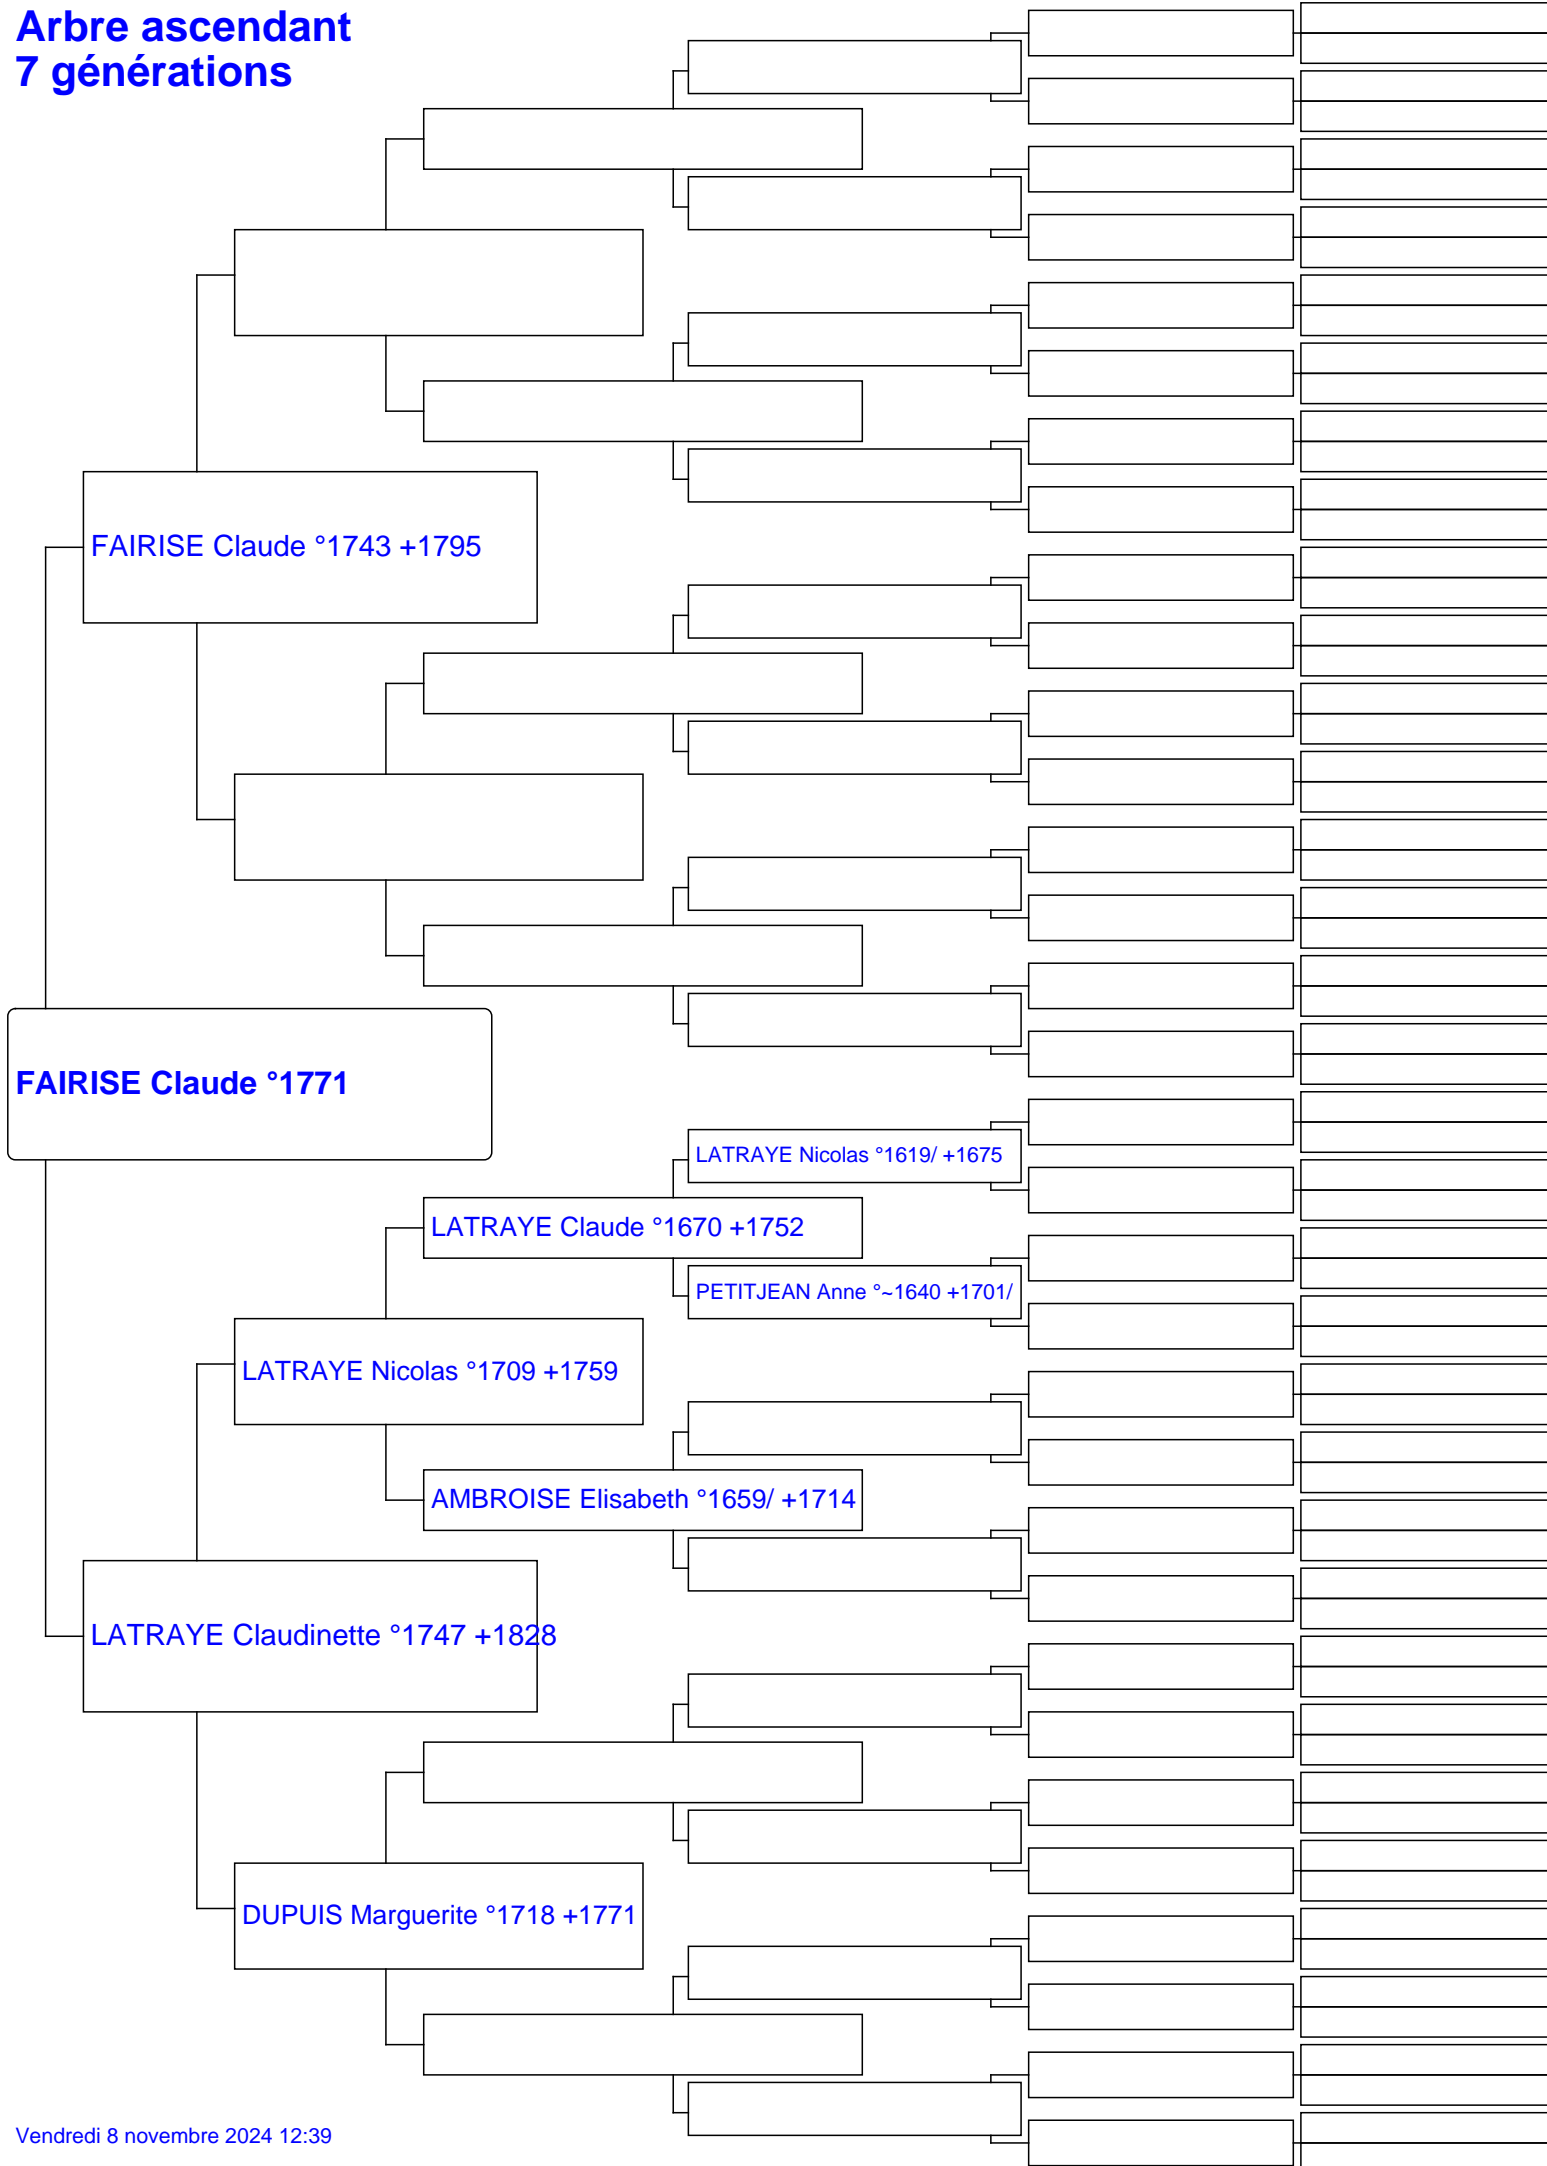 Arbre ascendant
7 générations
FAIRISE Claude °1743 +1795
FAIRISE Claude °1771
LATRAYE Nicolas °1619/ +1675
LATRAYE Claude °1670 +1752
PETITJEAN Anne °~1640 +1701/
LATRAYE Nicolas °1709 +1759
AMBROISE Elisabeth °1659/ +1714
LATRAYE Claudinette °1747 +1828
DUPUIS Marguerite °1718 +1771
Vendredi 8 novembre 2024 12:39